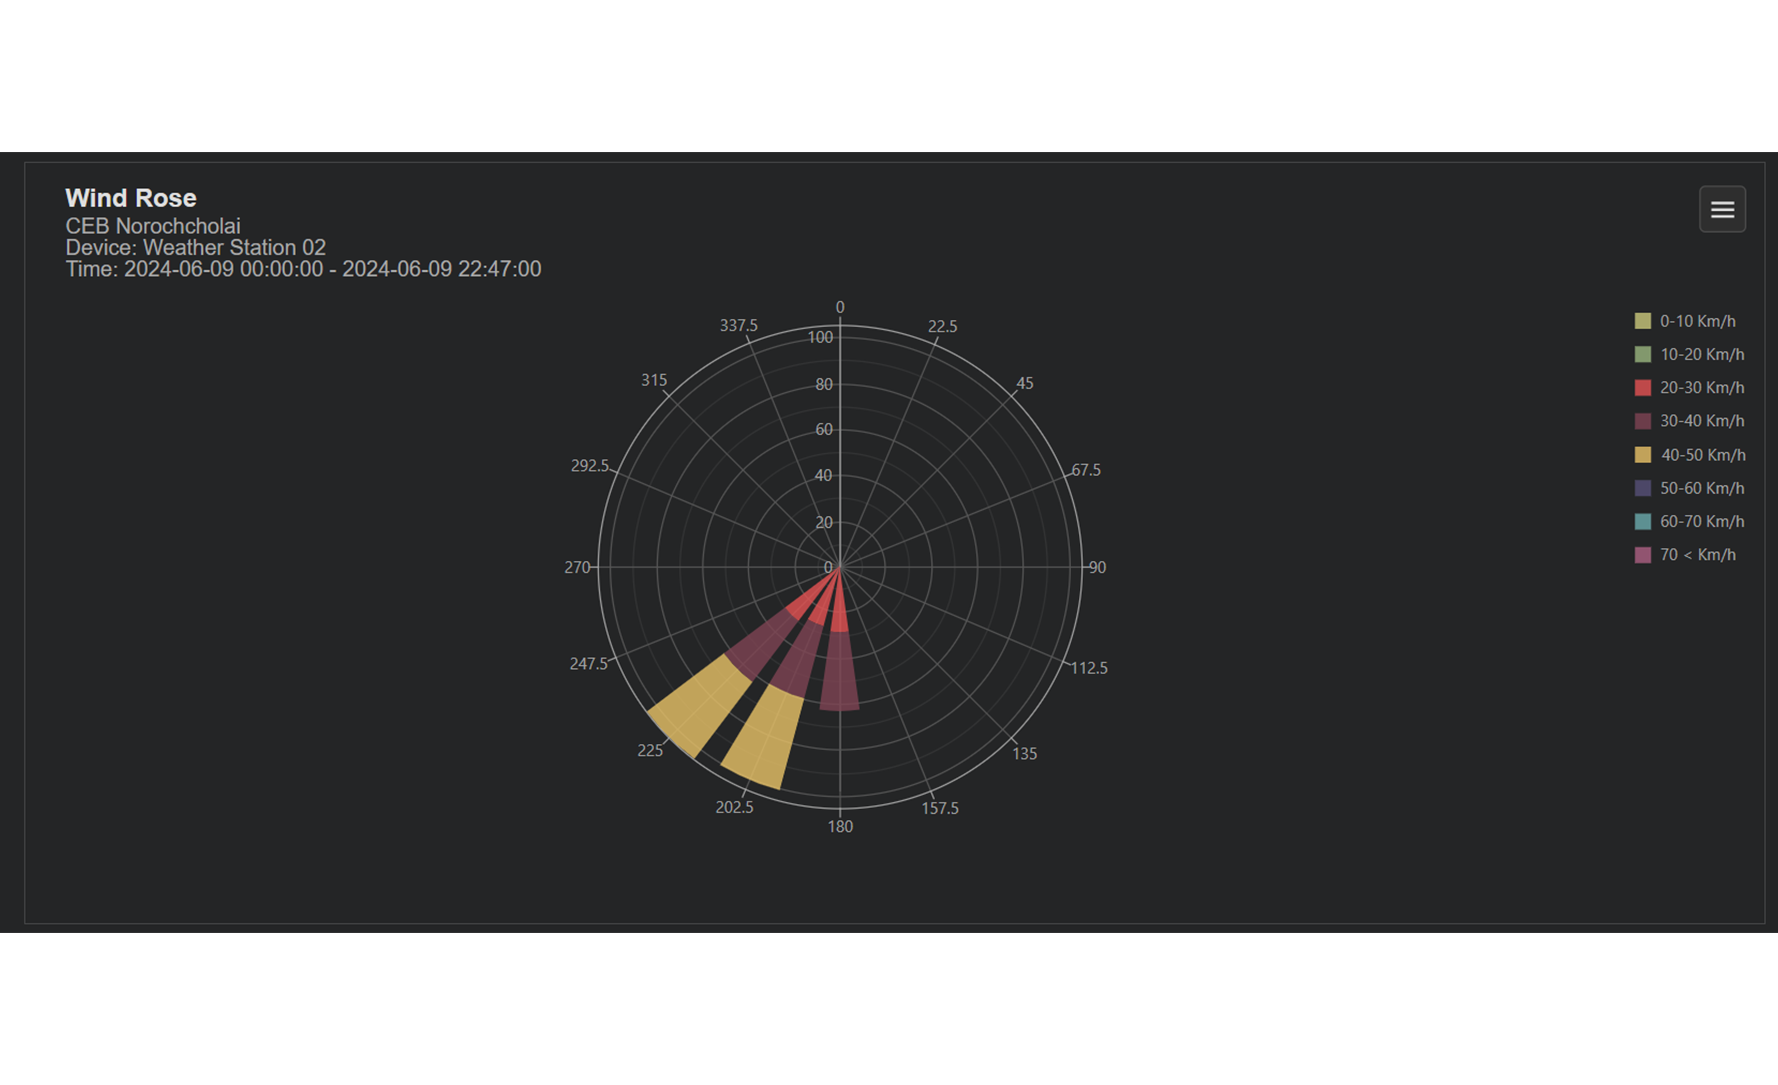 Wind Rose
CEB Norochcholai
Device: Weather Station 02
Time: 2024-06-09 00:00:00 - 2024-06-09 22:47:00
0
22.5
45
67.5
90
112.5
135
157.5
180
202.5
225
247.5
270
292.5
315
337.5
100
80
60
40
20
0
0-10 Km/h
10-20 Km/h
20-30 Km/h
30-40 Km/h
40-50 Km/h
50-60 Km/h
60-70 Km/h
70 < Km/h